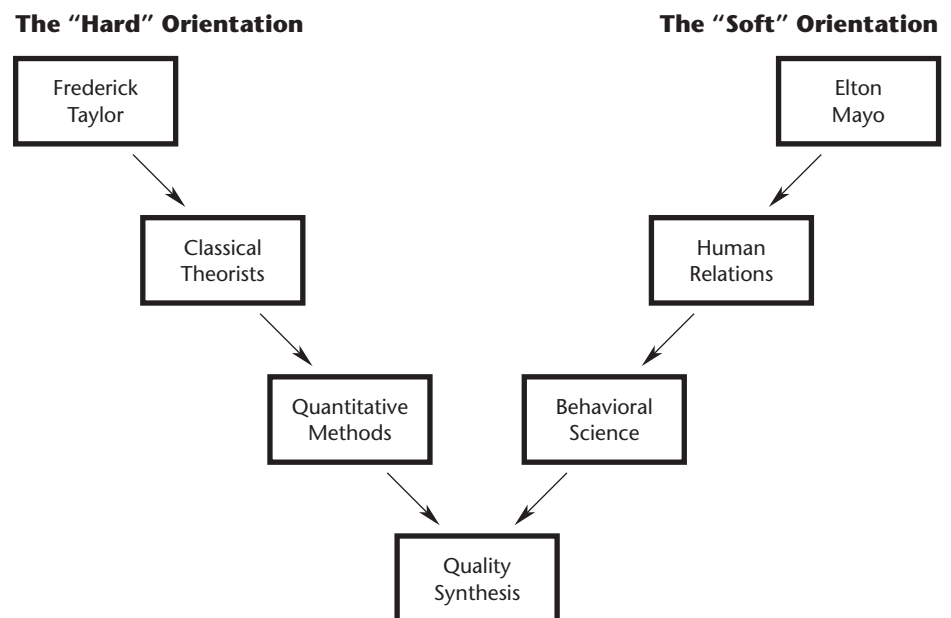 The “Hard” Orientation
The “Soft” Orientation
Frederick
Taylor
Elton
Mayo
Classical
Theorists
Human
Relations
Quantitative
Methods
Behavioral
Science
Quality
Synthesis